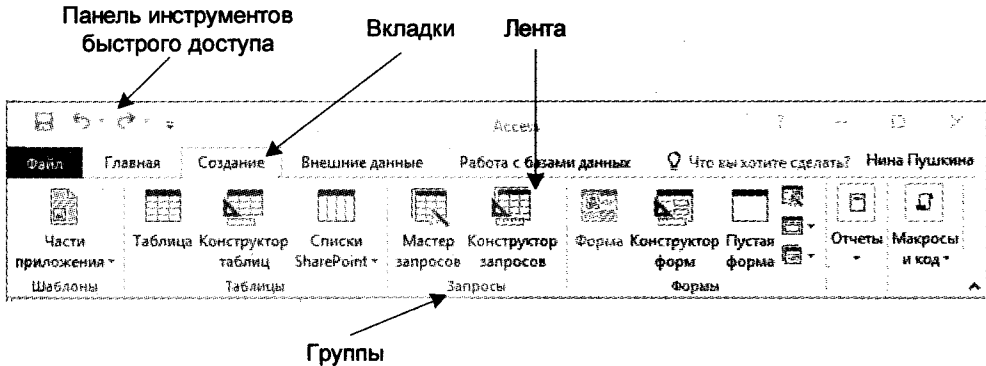 Панель инструментов
быстрого доступа
Вкладки
Лента
Access
?
Файл Главная Создание Внешние данные Работа с базами данных Что вы хотите сделать? Нина Пушкина
Части приложения
Таблица
Конструктор таблиц
Списки SharePoint
Мастер запросов
Конструктор запросов
Форма
Конструктор форм
Пустая форма
Отчеты
Макросы и код
Шаблоны Таблицы Запросы Формы
Группы